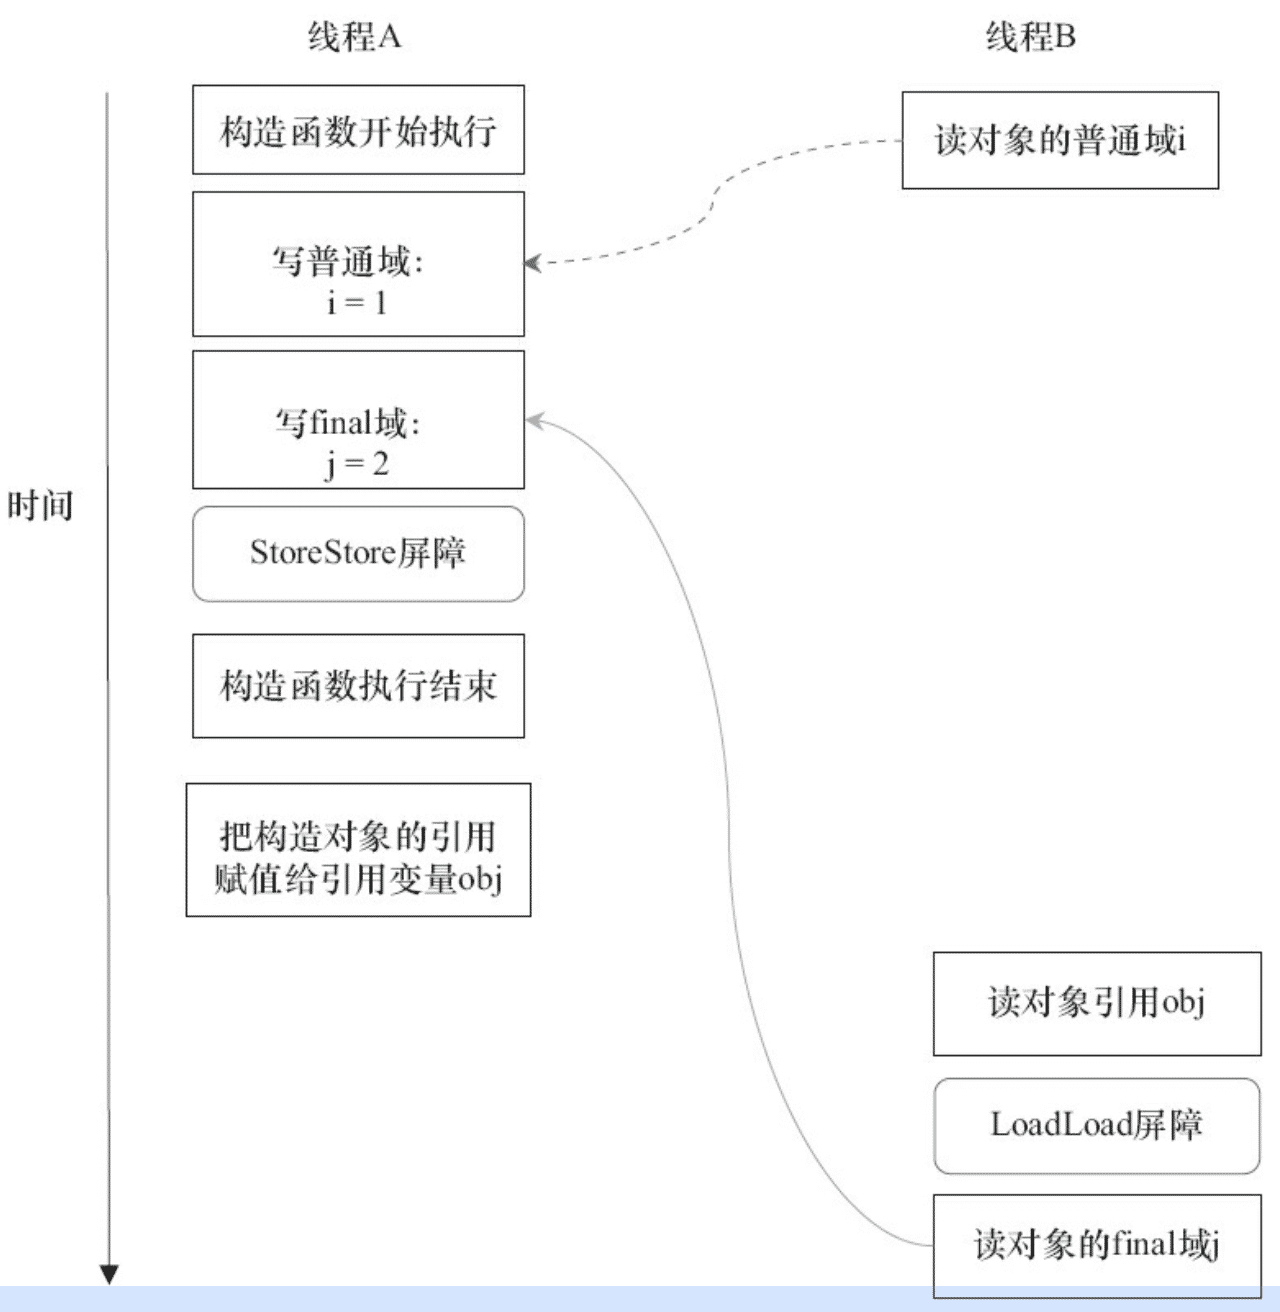 线程A
线程B
构造函数开始执行
读对象的普通域i
写普通域:
i = 1
写final域:
j = 2
时间
StoreStore屏障
构造函数执行结束
把构造对象的引用
赋值给引用变量obj
读对象引用obj
LoadLoad屏障
读对象的final域j